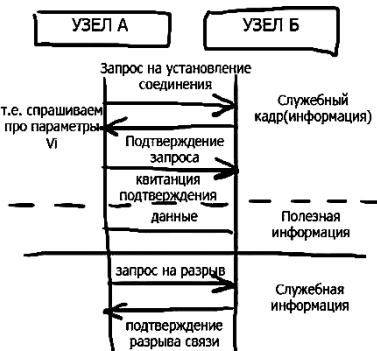 УЗЕЛ А
УЗЕЛ Б
Запрос на установление
соединения
т.е. спрашиваем
про параметры
Vi
Служебный
кадр(информация)
Подтверждение
запроса
квитанция
подтверждения
данные
Полезная
информация
запрос на разрыв
Служебная
информация
подтверждение
разрыва связи